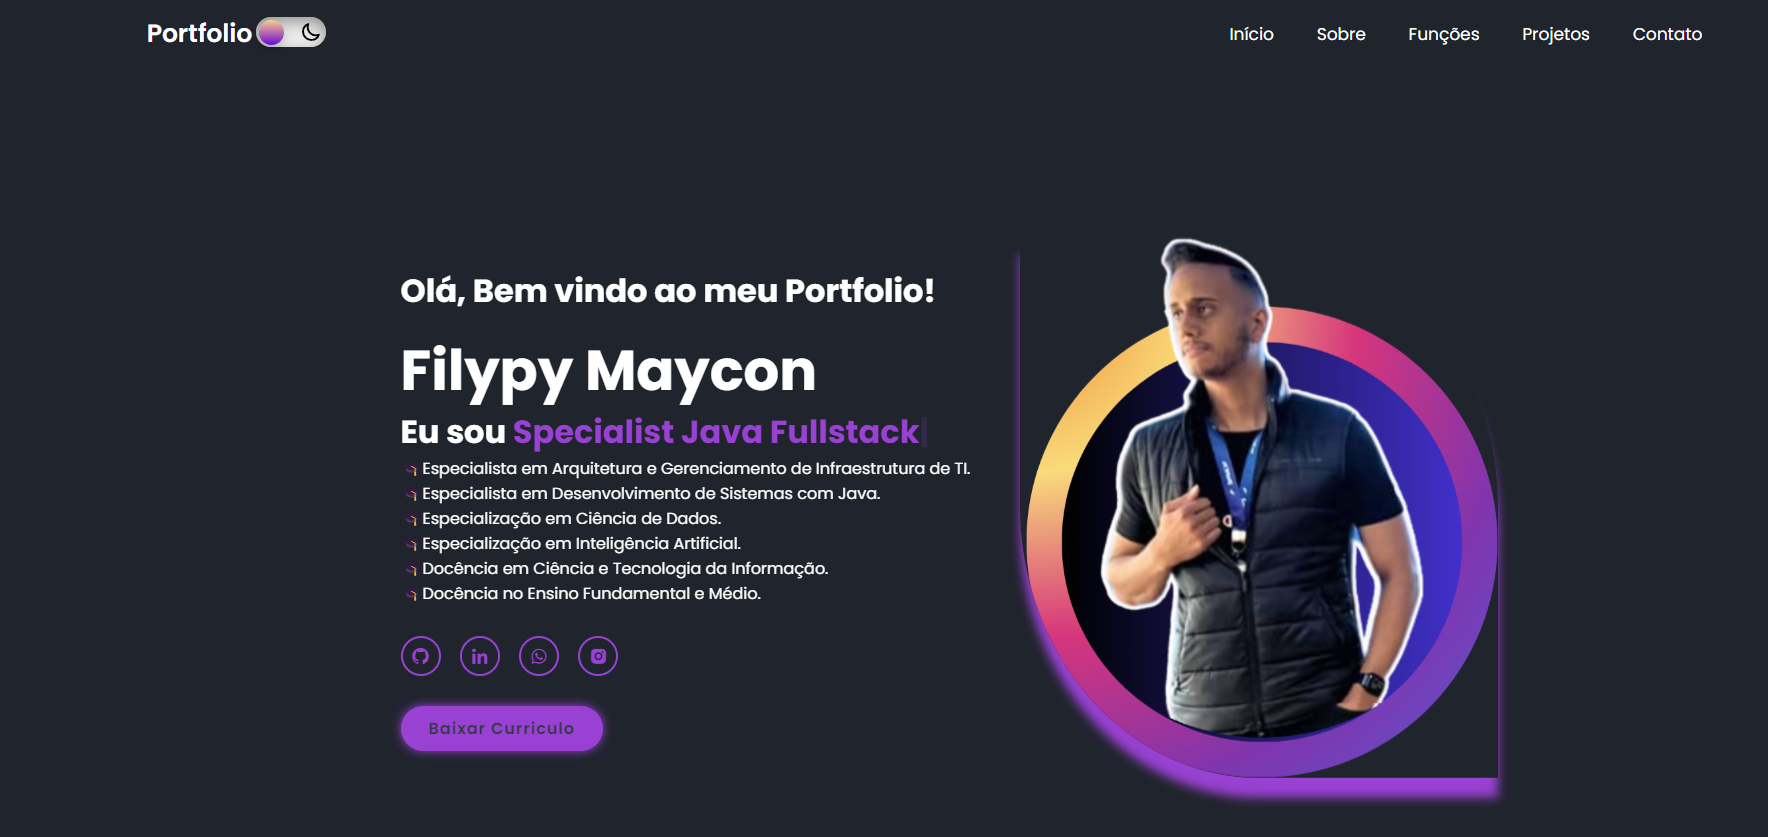 Portfolio
Início Sobre Funções Projetos Contato
Olá, Bem vindo ao meu Portfolio!
Filypy Maycon
Eu sou Specialist Java Fullstack
Especialista em Arquitetura e Gerenciamento de Infraestrutura de TI.
Especialista em Desenvolvimento de Sistemas com Java.
Especialização em Ciência de Dados.
Especialização em Inteligência Artificial.
Docência em Ciência e Tecnologia da Informação.
Docência no Ensino Fundamental e Médio.
in
Baixar Curriculo